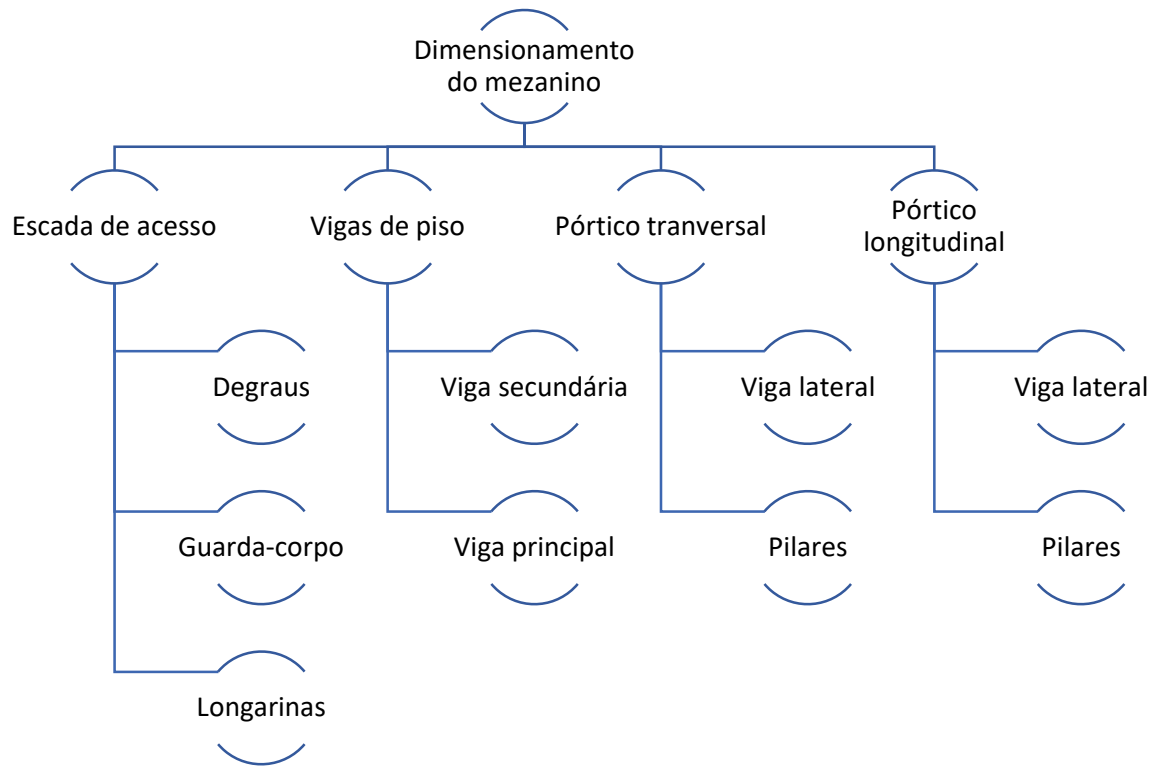 Dimensionamento
do mezanino
Escada de acesso
Vigas de piso
Pórtico tranversal
Pórtico
longitudinal
Degraus
Viga secundária
Viga lateral
Viga lateral
Guarda-corpo
Viga principal
Pilares
Pilares
Longarinas